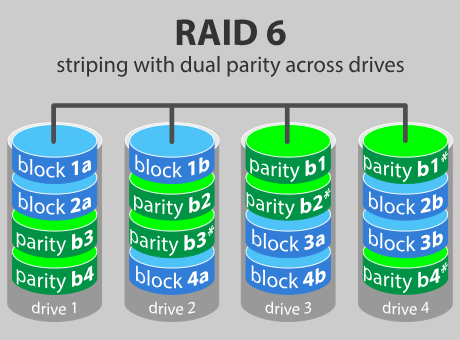 RAID 6
striping with dual parity across drives
block 1a
block 2a
parity b3
parity b4
drive 1
block 1b
parity b2
parity b3*
block 4a
drive 2
parity b1
parity b2*
block 3a
block 4b
drive 3
parity b1*
block 2b
block 3b
parity b4*
drive 4